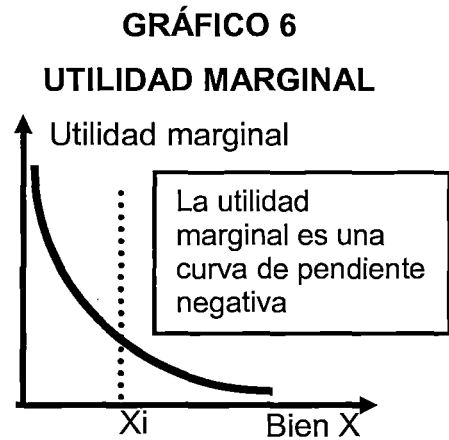 GRÁFICO 6
UTILIDAD MARGINAL
Utilidad marginal
La utilidad
marginal es una
curva de pendiente
negativa
Xi
Bien X